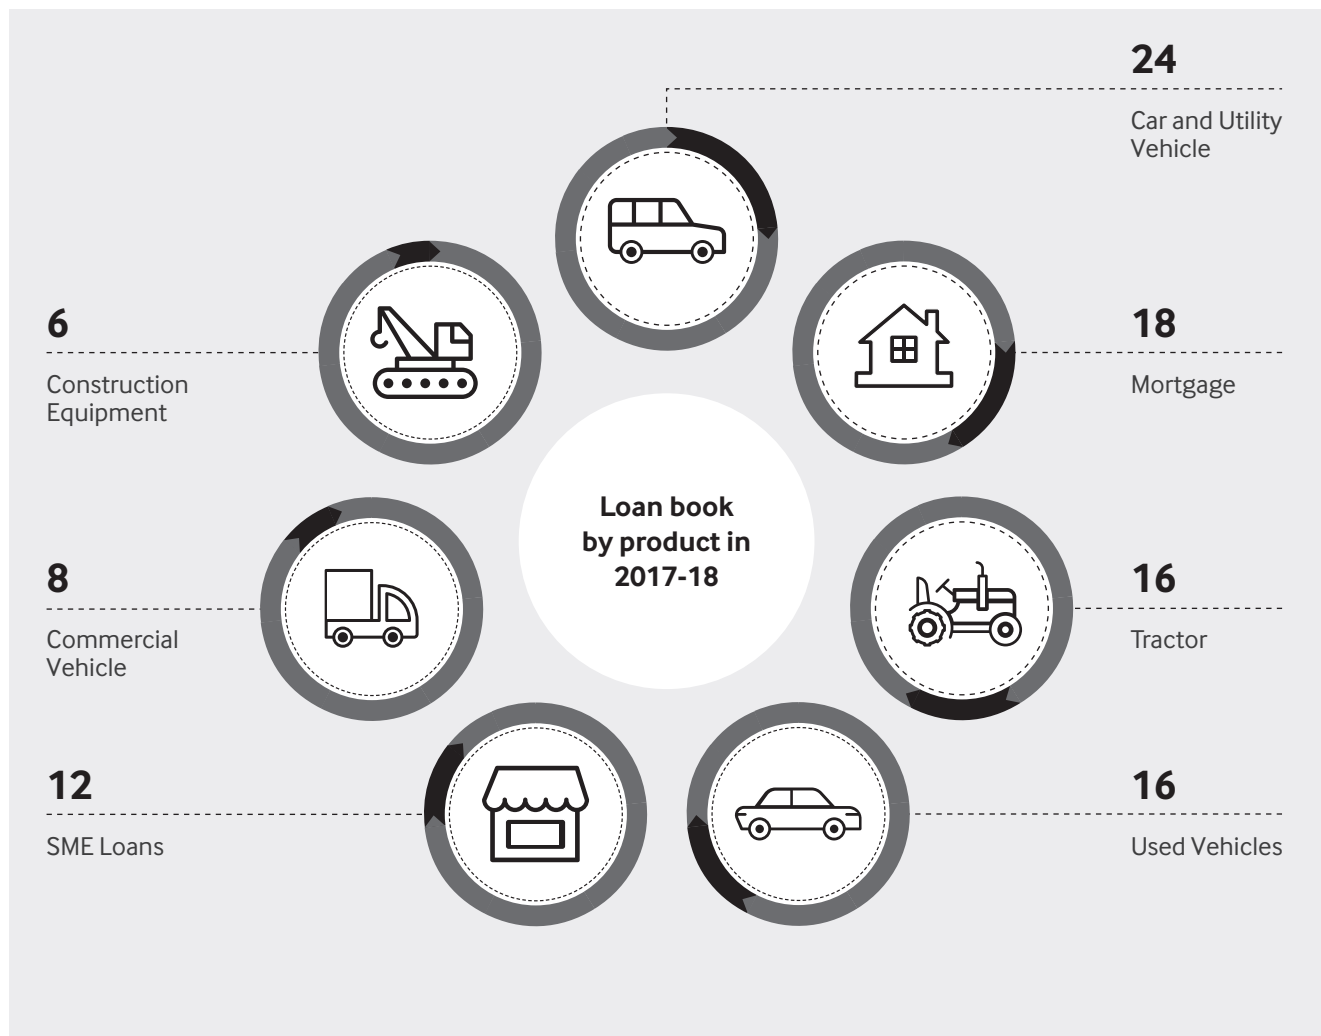 24
Car and Utility
Vehicle
6
Construction
Equipment
18
Mortgage
Loan book
by product in
2017-18
8
Commercial
Vehicle
16
Tractor
12
SME Loans
16
Used Vehicles